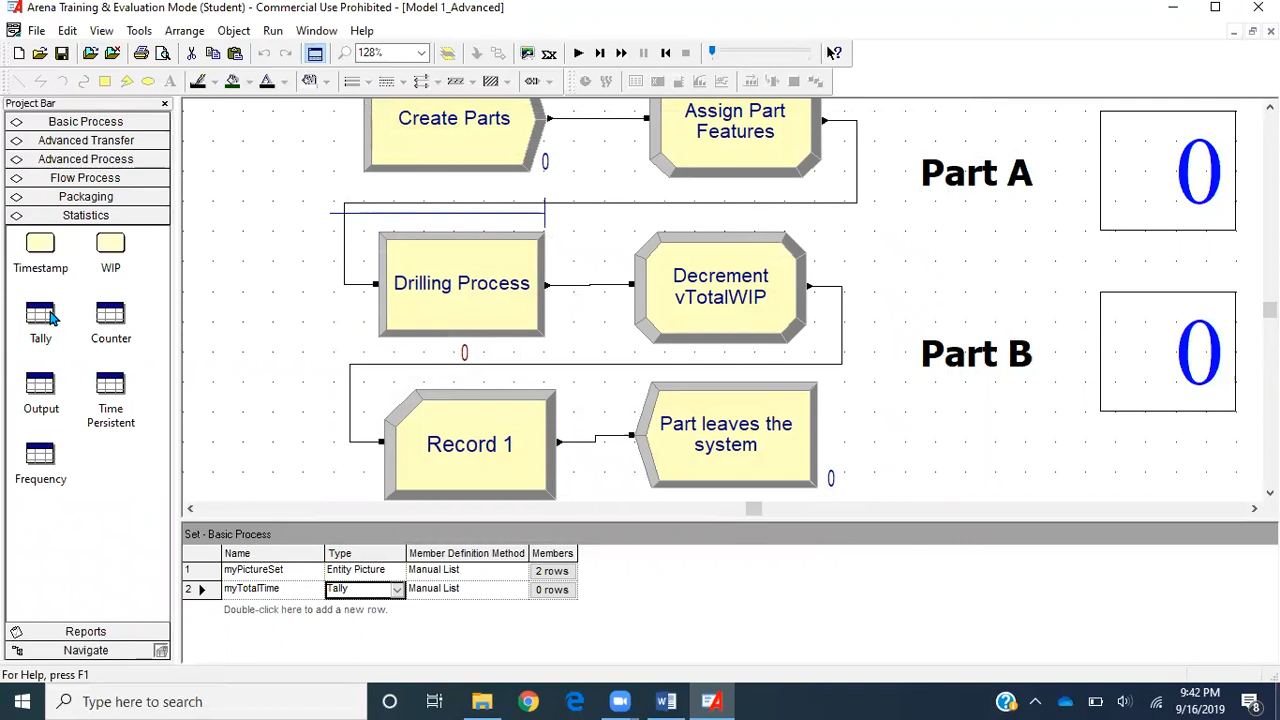 Arena Training & Evaluation Mode (Student) - Commercial Use Prohibited - [Model 1_Advanced]
File Edit View Tools Arrange Object Run Window Help
128%
Project Bar
Basic Process
Advanced Transfer
Advanced Process
Flow Process
Packaging
Statistics
Timestamp WIP
Tally Counter
Output Time Persistent
Frequency
Reports
Navigate
Create Parts
0
Assign Part
Features
Part A
0
Drilling Process
0
Decrement
vTotalWIP
Part B
0
Record 1
Part leaves the
system
0
Set - Basic Process
Name Type Member Definition Method Members
1 myPictureSet Entity Picture Manual List 2 rows
2 myTotalTime Tally Manual List 0 rows
Double-click here to add a new row.
For Help, press F1
Type here to search
9:42 PM
9/16/2019
8